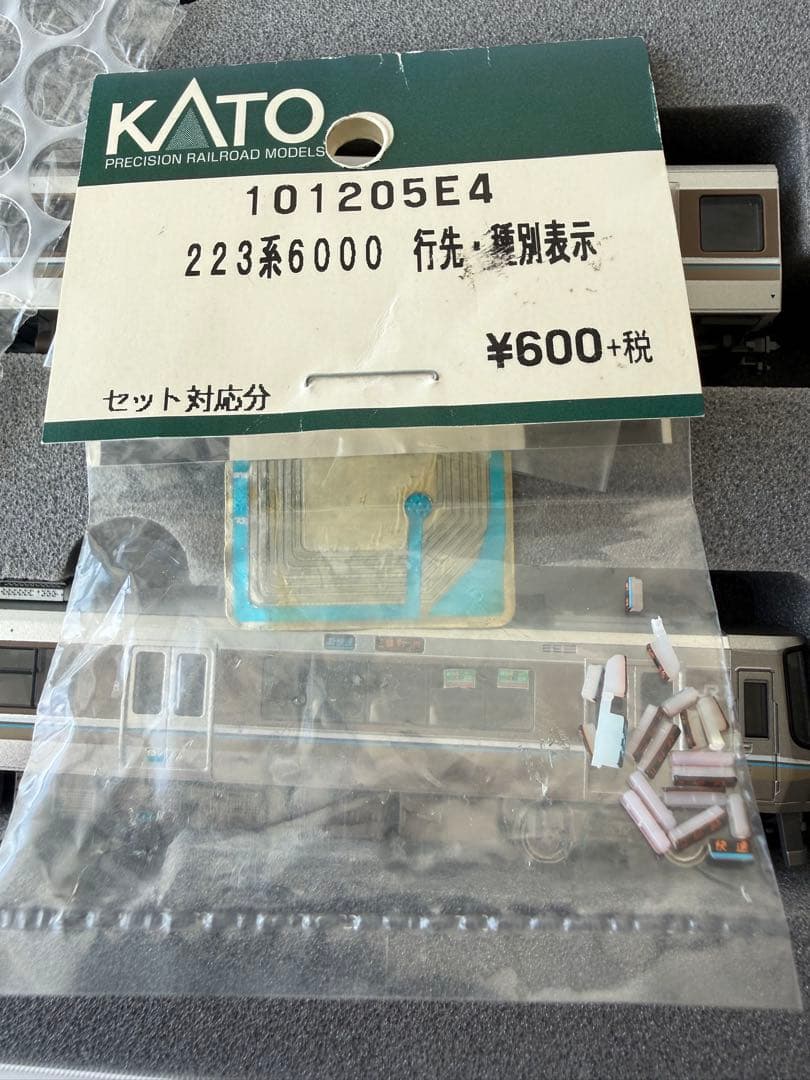 KATO
PRECISION RAILROAD MODELS
101205E4
223系6000 行先・種別表示
¥600+税
セット対応分
快速